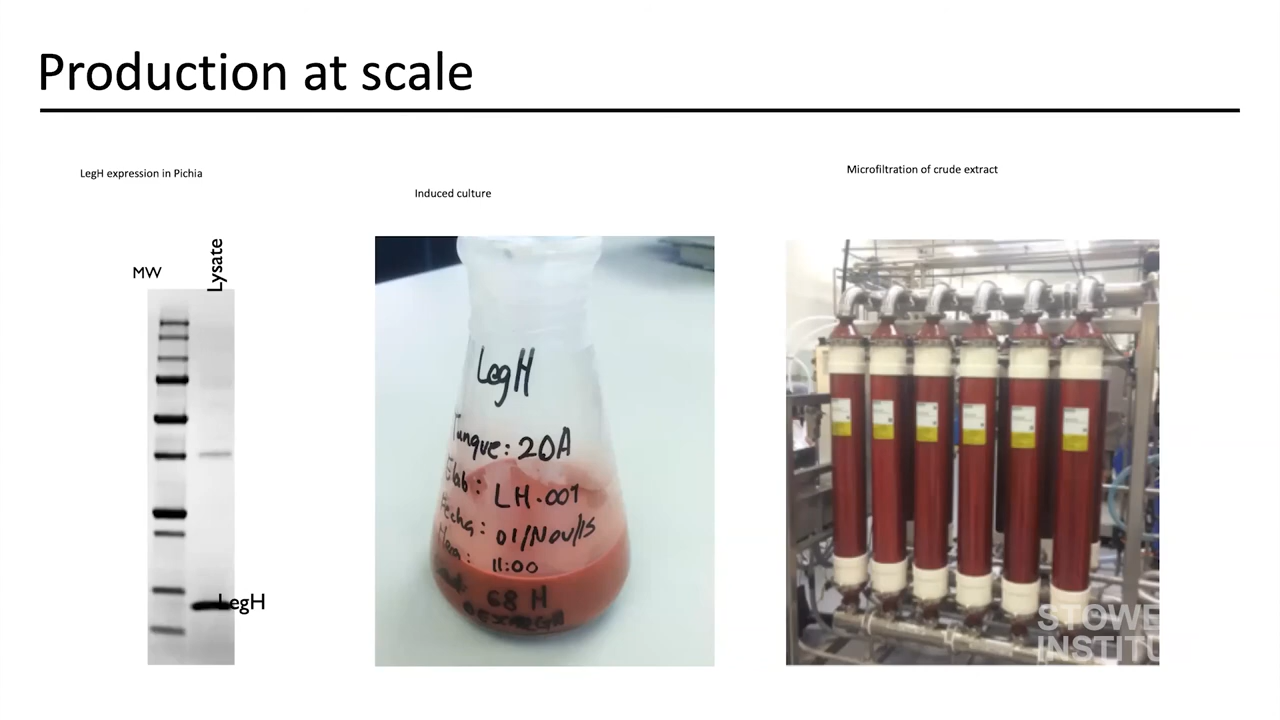 Production at scale
LegH expression in Pichia
Induced culture
Microfiltration of crude extract
MW
Lysate
LegH
LegH
Tanque: 20A
LH-001
Fecha: 01/Nov/15
Hora: 11:00
68 H
STOWE
INSTITU